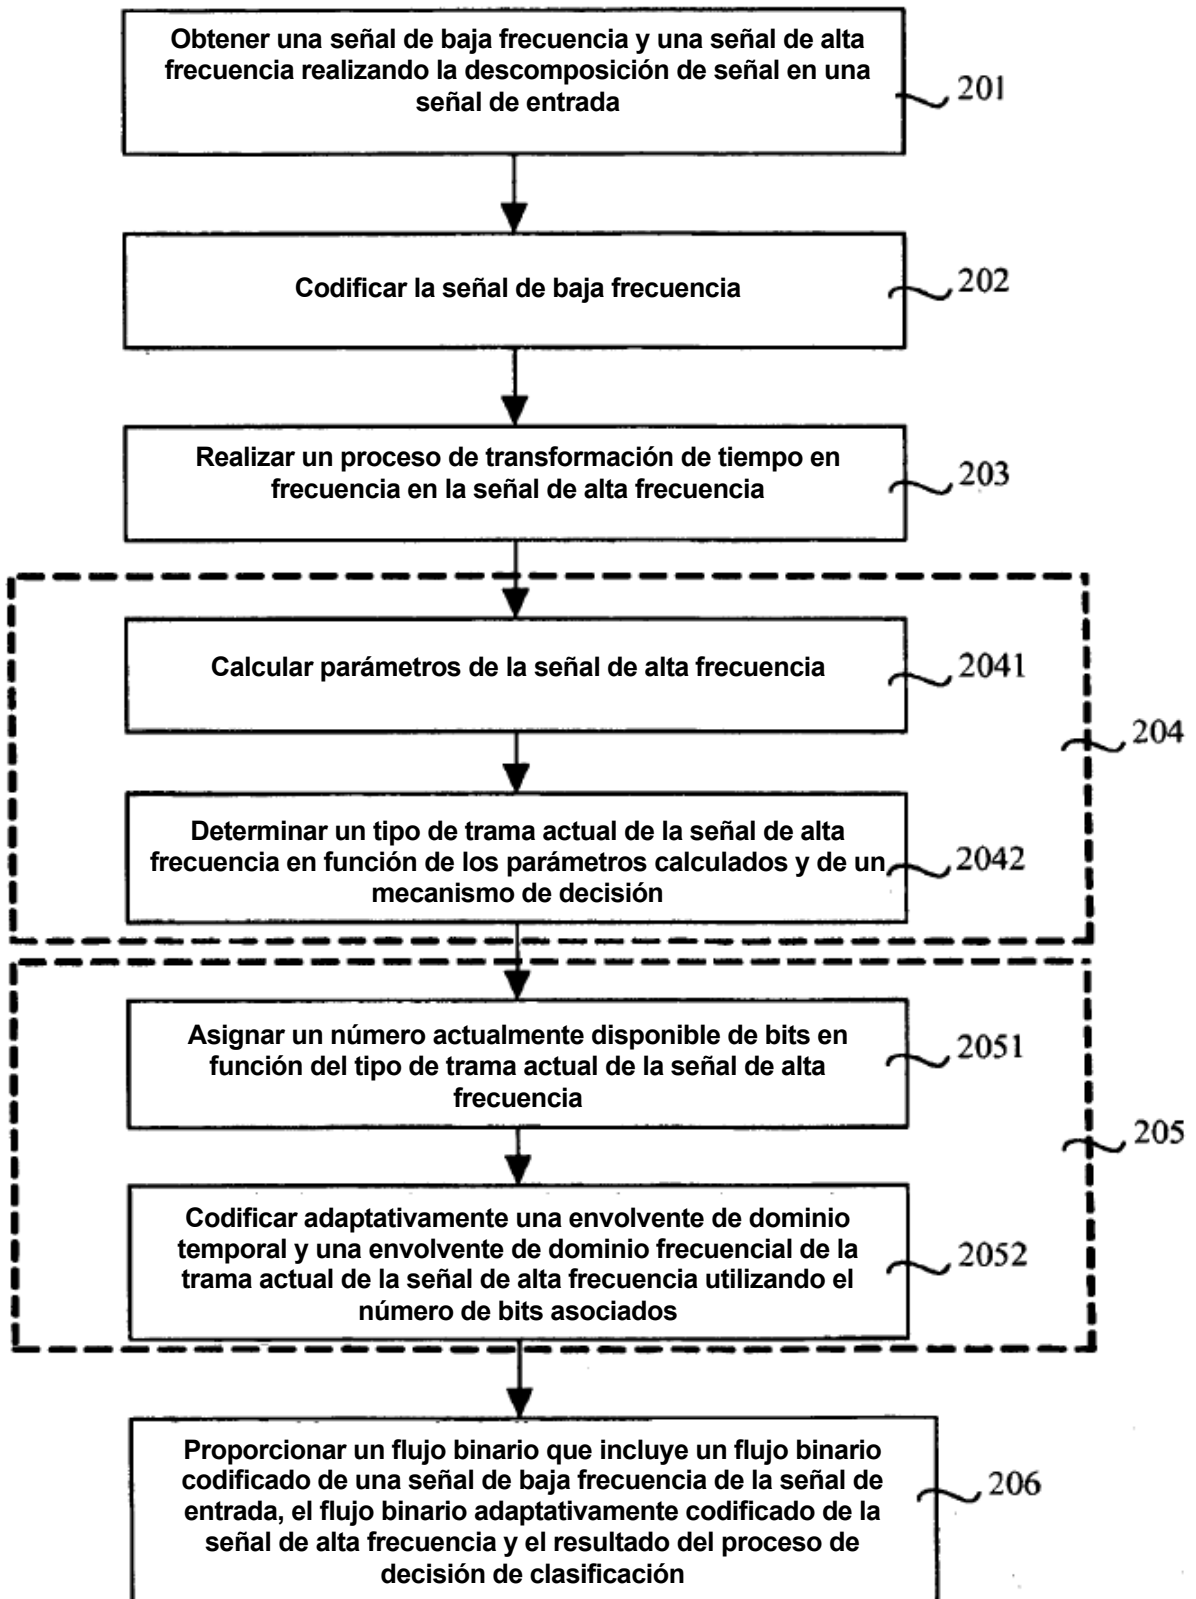 Obtener una señal de baja frecuencia y una señal de alta
frecuencia realizando la descomposición de señal en una
señal de entrada
201
Codificar la señal de baja frecuencia
202
Realizar un proceso de transformación de tiempo en
frecuencia en la señal de alta frecuencia
203
Calcular parámetros de la señal de alta frecuencia
2041
204
Determinar un tipo de trama actual de la señal de alta
frecuencia en función de los parámetros calculados y de un
mecanismo de decisión
2042
Asignar un número actualmente disponible de bits en
función del tipo de trama actual de la señal de alta
frecuencia
2051
205
Codificar adaptativamente una envolvente de dominio
temporal y una envolvente de dominio frecuencial de la
trama actual de la señal de alta frecuencia utilizando el
número de bits asociados
2052
Proporcionar un flujo binario que incluye un flujo binario
codificado de una señal de baja frecuencia de la señal de
entrada, el flujo binario adaptativamente codificado de la
señal de alta frecuencia y el resultado del proceso de
decisión de clasificación
206